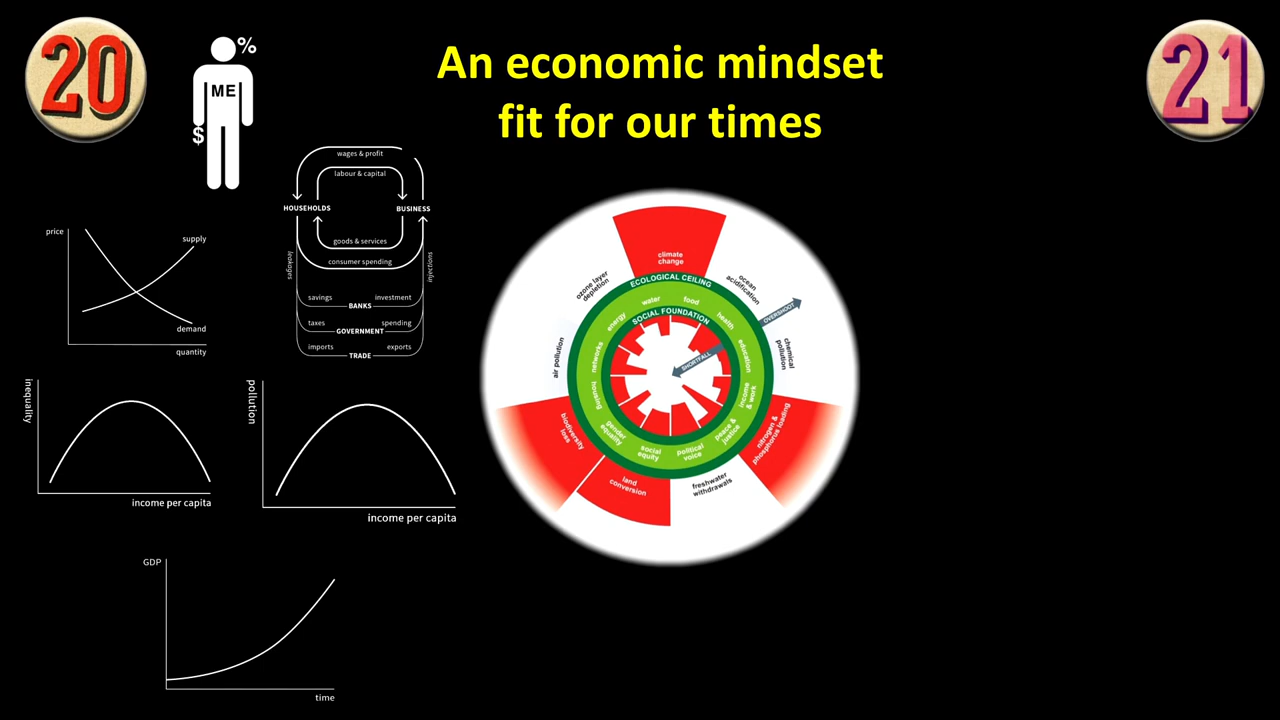 20
%
ME
$
An economic mindset
fit for our times
21
wages & profit
labour & capital
HOUSEHOLDS
BUSINESS
goods & services
consumer spending
leakages
injections
savings
investment
BANKS
taxes
spending
GOVERNMENT
imports
exports
TRADE
price
supply
demand
quantity
inequality
income per capita
pollution
income per capita
GDP
time
climate
change
ozone layer
depletion
ocean
acidification
air pollution
chemical
pollution
biodiversity
loss
nitrogen &
phosphorus loading
land
conversion
freshwater
withdrawals
ECOLOGICAL CEILING
OVERSHOOT
water
food
energy
health
networks
education
housing
income
& work
gender
equality
peace &
justice
social
equity
political
voice
SOCIAL FOUNDATION
SHORTFALL